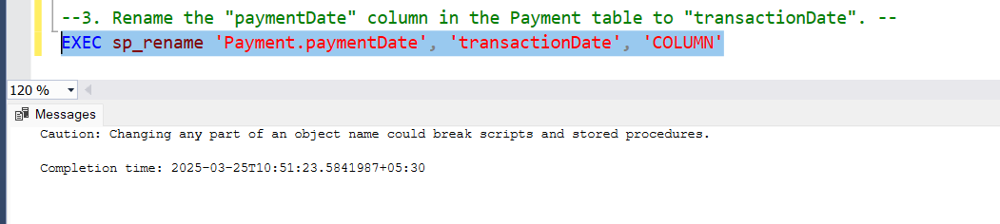 --3. Rename the "paymentDate" column in the Payment table to "transactionDate". --
EXEC sp_rename 'Payment.paymentDate', 'transactionDate', 'COLUMN'
120 %
Messages
Caution: Changing any part of an object name could break scripts and stored procedures.
Completion time: 2025-03-25T10:51:23.5841987+05:30